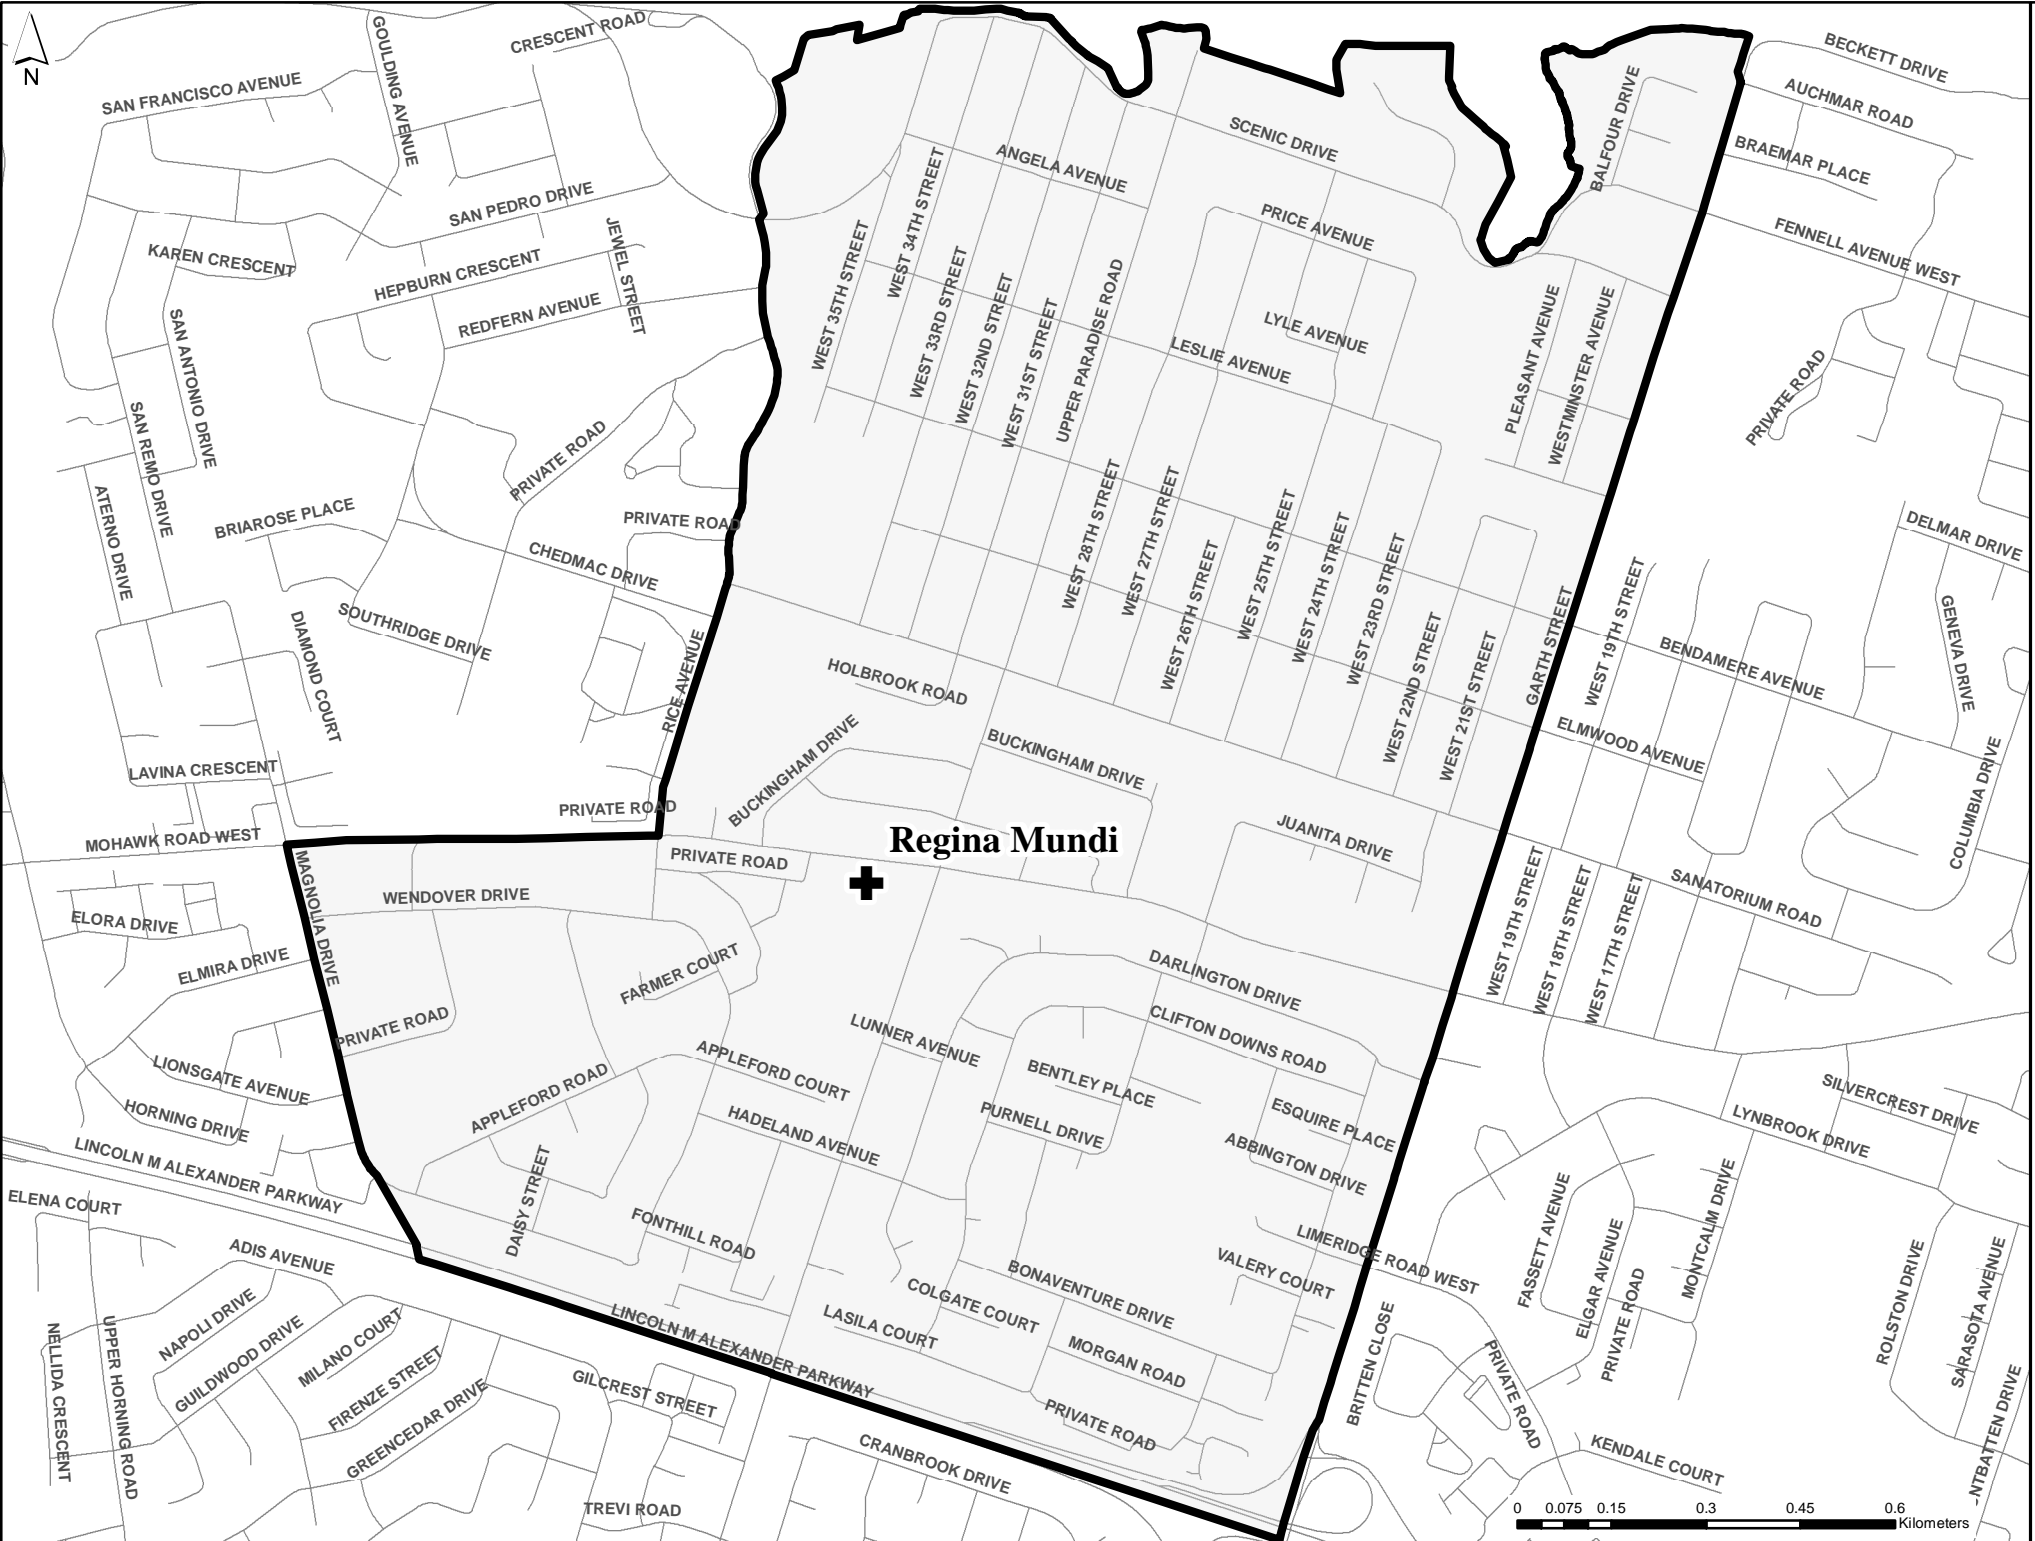 N
CRESCENT ROAD
GOULDING AVENUE
SAN FRANCISCO AVENUE
BECKETT DRIVE
AUCHMAR ROAD
BALFOUR DRIVE
BRAEMAR PLACE
SCENIC DRIVE
ANGELA AVENUE
SAN PEDRO DRIVE
WEST 34TH STREET
PRICE AVENUE
FENNELL AVENUE WEST
JEWEL STREET
KAREN CRESCENT
HEPBURN CRESCENT
WEST 35TH STREET
WEST 33RD STREET
WEST 32ND STREET
WEST 31ST STREET
UPPER PARADISE ROAD
REDFERN AVENUE
SAN ANTONIO DRIVE
LYLE AVENUE
LESLIE AVENUE
PLEASANT AVENUE
WESTMINSTER AVENUE
PRIVATE ROAD
SAN REMO DRIVE
PRIVATE ROAD
ATERNO DRIVE
BRIAROSE PLACE
PRIVATE ROAD
WEST 28TH STREET
WEST 27TH STREET
WEST 26TH STREET
WEST 25TH STREET
WEST 24TH STREET
WEST 23RD STREET
WEST 22ND STREET
WEST 21ST STREET
GARTH STREET
WEST 19TH STREET
DELMAR DRIVE
GENEVA DRIVE
CHEDMAC DRIVE
SOUTHRIDGE DRIVE
DIAMOND COURT
RICE AVENUE
HOLBROOK ROAD
BENDAMERE AVENUE
ELMWOOD AVENUE
COLUMBIA DRIVE
BUCKINGHAM DRIVE
BUCKINGHAM DRIVE
LAVINA CRESCENT
PRIVATE ROAD
MOHAWK ROAD WEST
Regina Mundi
JUANITA DRIVE
PRIVATE ROAD
MAGNOLIA DRIVE
WENDOVER DRIVE
WEST 19TH STREET
WEST 18TH STREET
WEST 17TH STREET
SANATORIUM ROAD
ELORA DRIVE
ELMIRA DRIVE
FARMER COURT
DARLINGTON DRIVE
PRIVATE ROAD
LUNNER AVENUE
CLIFTON DOWNS ROAD
LIONSGATE AVENUE
APPLEFORD COURT
APPLEFORD ROAD
BENTLEY PLACE
HORNING DRIVE
HADELAND AVENUE
PURNELL DRIVE
ESQUIRE PLACE
ABBINGTON DRIVE
SILVERCREST DRIVE
LYNBROOK DRIVE
LINCOLN M ALEXANDER PARKWAY
ELENA COURT
DAISY STREET
FONTHILL ROAD
ADIS AVENUE
LIMERIDGE ROAD WEST
VALERY COURT
BONAVENTURE DRIVE
COLGATE COURT
FASSETT AVENUE
ELGAR AVENUE
PRIVATE ROAD
MONTCALM DRIVE
ROLSTON DRIVE
SARASOTA AVENUE
NAPOLI DRIVE
GUILDWOOD DRIVE
MILANO COURT
FIRENZE STREET
GREENCEDAR DRIVE
NELLIDA CRESCENT
UPPER HORNING ROAD
LINCOLN M ALEXANDER PARKWAY
LASILA COURT
MORGAN ROAD
PRIVATE ROAD
BRITTEN CLOSE
PRIVATE ROAD
GILCREST STREET
CRANBROOK DRIVE
KENDALE COURT
NTBATTEN DRIVE
TREVI ROAD
0 0.075 0.15 0.3 0.45 0.6
Kilometers